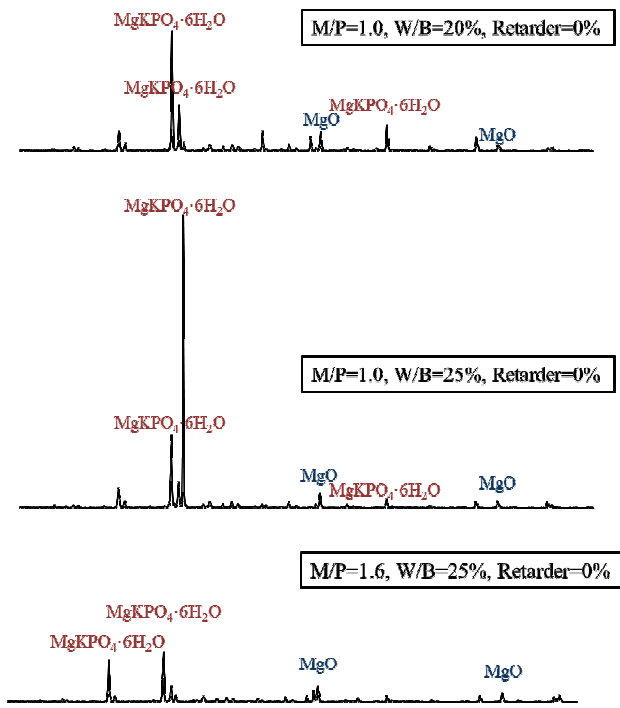 MgKPO₄·6H₂O
M/P=1.0, W/B=20%, Retarder=0%
MgKPO₄·6H₂O
MgKPO₄·6H₂O
MgO
MgO
MgKPO₄·6H₂O
M/P=1.0, W/B=25%, Retarder=0%
MgKPO₄·6H₂O
MgO
MgKPO₄·6H₂O
MgO
M/P=1.6, W/B=25%, Retarder=0%
MgKPO₄·6H₂O
MgKPO₄·6H₂O
MgO
MgO